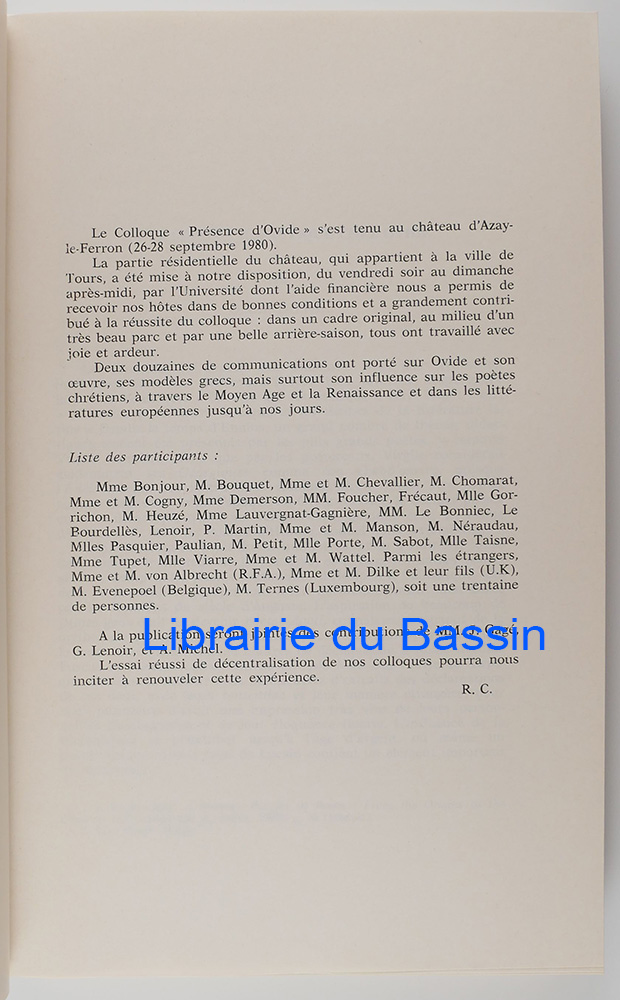 Le Colloque « Présence d'Ovide » s'est tenu au château d'Azay-
le-Ferron (26-28 septembre 1980).
La partie résidentielle du château, qui appartient à la ville de
Tours, a été mise à notre disposition, du vendredi soir au dimanche
après-midi, par l'Université dont l'aide financière nous a permis de
recevoir nos hôtes dans de bonnes conditions et a grandement contri-
bué à la réussite du colloque : dans un cadre original, au milieu d'un
très beau parc et par une belle arrière-saison, tous ont travaillé avec
joie et ardeur.
Deux douzaines de communications ont porté sur Ovide et son
œuvre, ses modèles grecs, mais surtout son influence sur les poètes
chrétiens, à travers le Moyen Age et la Renaissance et dans les litté-
ratures européennes jusqu'à nos jours.
Liste des participants :
Mme Bonjour, M. Bouquet, Mme et M. Chevallier, M. Chomarat,
Mme et M. Cogny, Mme Demerson, MM. Foucher, Frécaut, Mlle Gor-
richon, M. Heuzé, Mme Lauvergnat-Gagnière, MM. Le Bonniec, Le
Bourdellès, Lenoir, P. Martin, Mme et M. Manson, M. Néraudau,
Mlles Pasquier, Paulian, M. Petit, Mlle Porte, M. Sabot, Mlle Taisne,
Mme Tupet, Mlle Viarre, Mme et M. Wattel. Parmi les étrangers,
Mme et M. von Albrecht (R.F.A.), Mme et M. Dilke et leur fils (U.K),
M. Evenepoel (Belgique), M. Ternes (Luxembourg), soit une trentaine
de personnes.
A la publication seront jointes des contributions de MM. J. Gagé,
G. Lenoir, et A. Michel.
Librairie du Bassin
L'essai réussi de décentralisation de nos colloques pourra nous
inciter à renouveler cette expérience.
R. C.